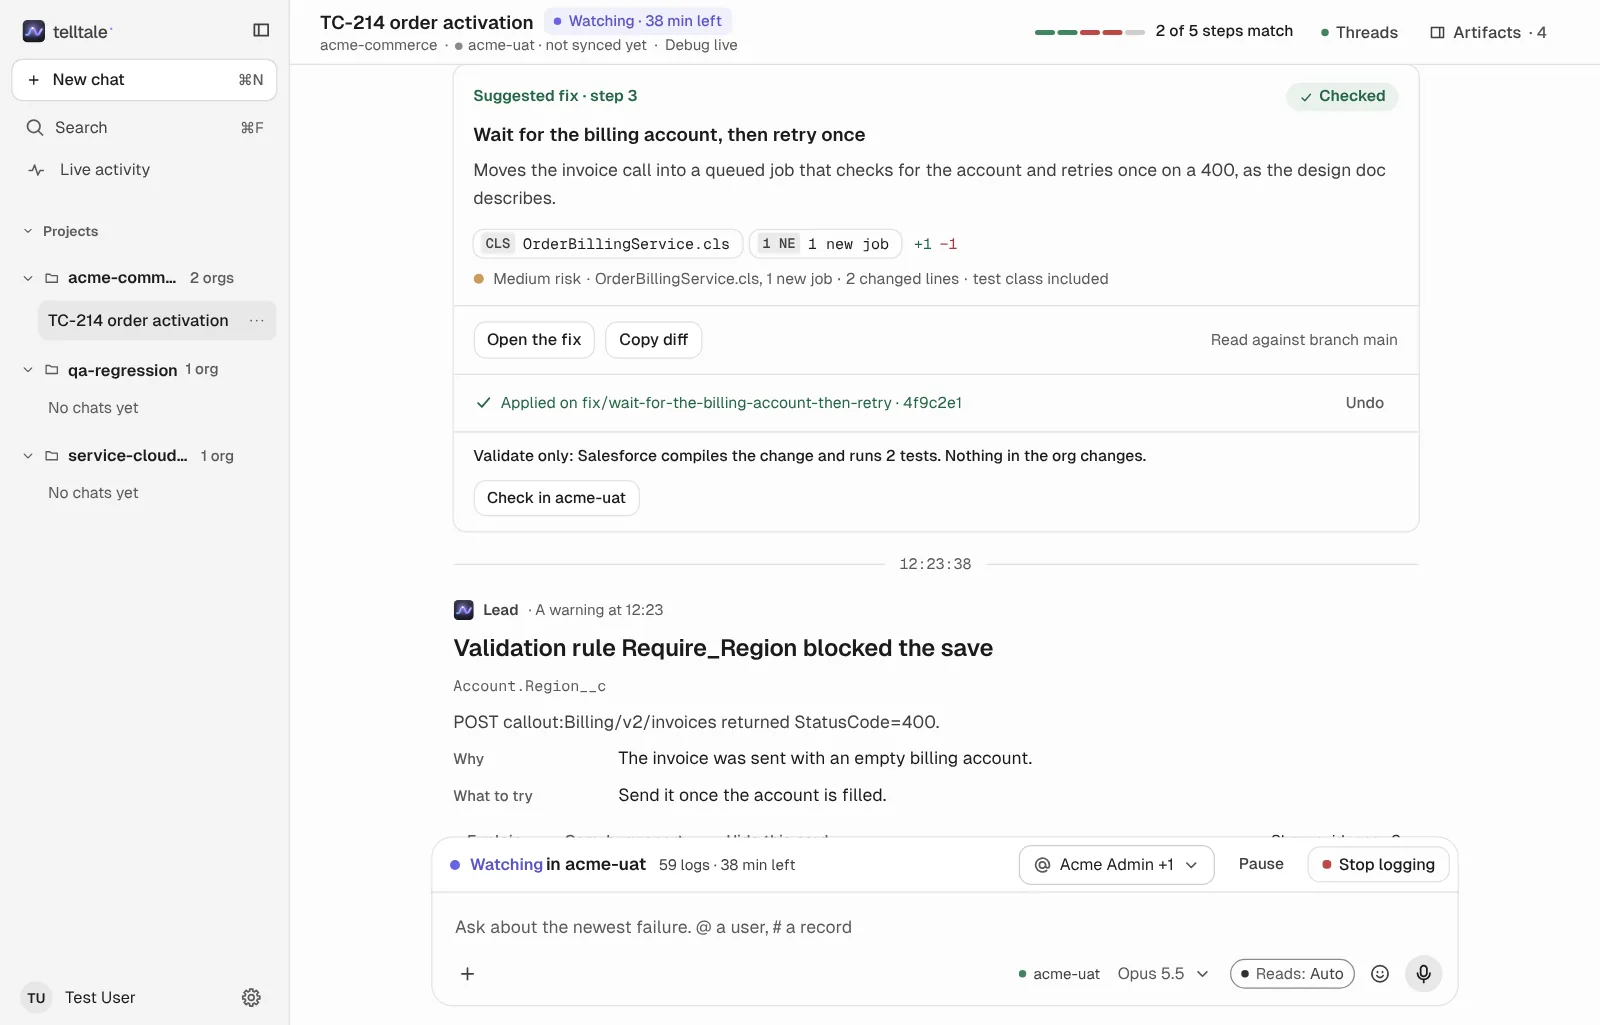 telltale
New chat ⌘N
Search ⌘F
Live activity
Projects
acme-comm... 2 orgs
TC-214 order activation ...
qa-regression 1 org
No chats yet
service-cloud... 1 org
No chats yet
TU Test User
TC-214 order activation Watching · 38 min left
acme-commerce · acme-uat · not synced yet · Debug live
2 of 5 steps match
Threads
Artifacts · 4
Suggested fix · step 3
Checked
Wait for the billing account, then retry once
Moves the invoice call into a queued job that checks for the account and retries once on a 400, as the design doc
describes.
CLS OrderBillingService.cls 1 NE 1 new job +1 −1
Medium risk · OrderBillingService.cls, 1 new job · 2 changed lines · test class included
Open the fix Copy diff Read against branch main
Applied on fix/wait-for-the-billing-account-then-retry · 4f9c2e1 Undo
Validate only: Salesforce compiles the change and runs 2 tests. Nothing in the org changes.
Check in acme-uat
12:23:38
Lead · A warning at 12:23
Validation rule Require_Region blocked the save
Account.Region__c
POST callout:Billing/v2/invoices returned StatusCode=400.
Why The invoice was sent with an empty billing account.
What to try Send it once the account is filled.
Watching in acme-uat 59 logs · 38 min left
@ Acme Admin +1 Pause Stop logging
Ask about the newest failure. @ a user, # a record
+ acme-uat Opus 5.5 Reads: Auto